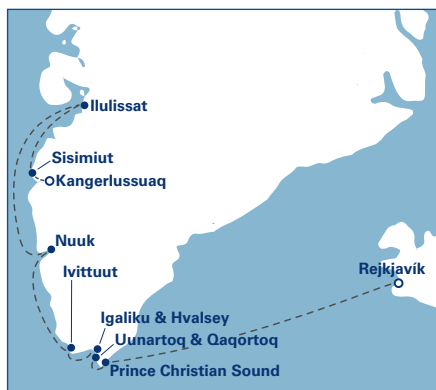 Ilulissat
Sisimiut
Kangerlussuaq
Nuuk
Rejkjavík
Ivittuut
Igaliku & Hvalsey
Uunartoq & Qaqortoq
Prince Christian Sound